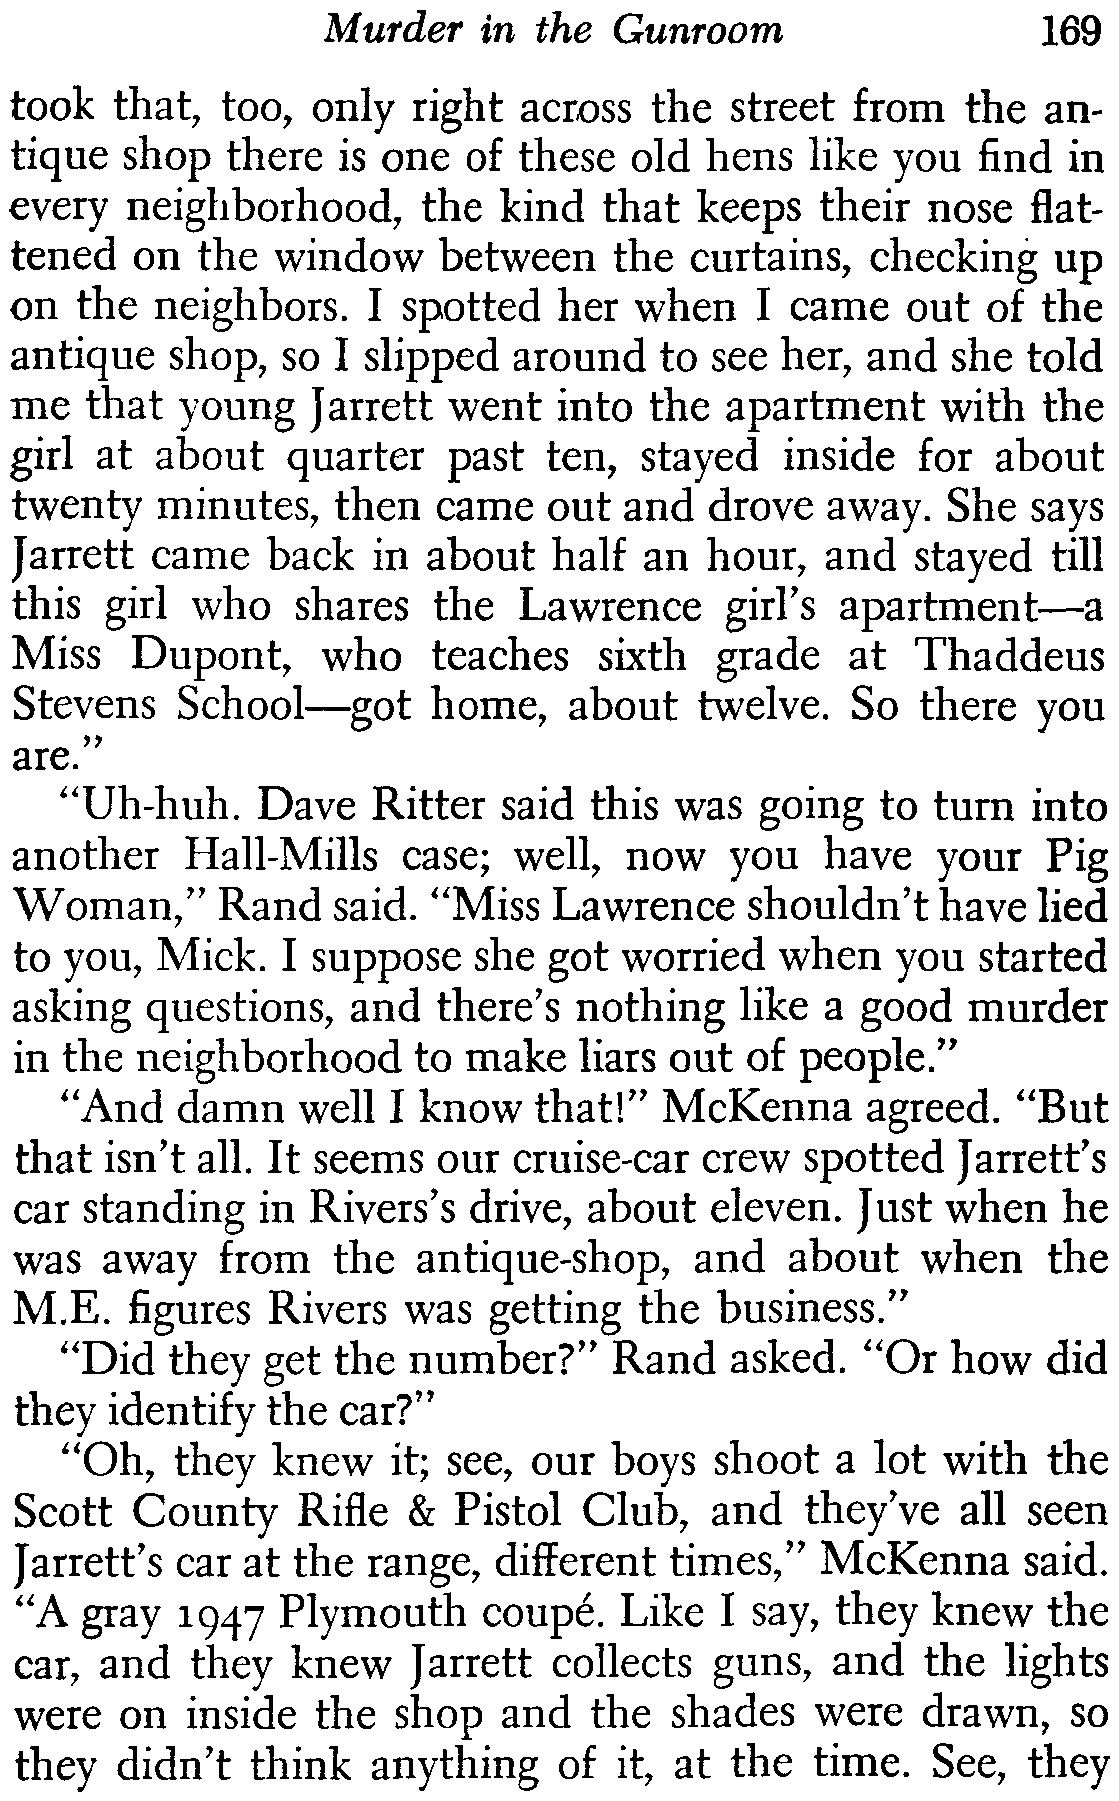 Murder in the Gunroom 169
took that, too, only right across the street from the an-
tique shop there is one of these old hens like you find in
every neighborhood, the kind that keeps their nose flat-
tened on the window between the curtains, checking up
on the neighbors. I spotted her when I came out of the
antique shop, so I slipped around to see her, and she told
me that young Jarrett went into the apartment with the
girl at about quarter past ten, stayed inside for about
twenty minutes, then came out and drove away. She says
Jarrett came back in about half an hour, and stayed till
this girl who shares the Lawrence girl's apartment—a
Miss Dupont, who teaches sixth grade at Thaddeus
Stevens School—got home, about twelve. So there you
are."
"Uh-huh. Dave Ritter said this was going to turn into
another Hall-Mills case; well, now you have your Pig
Woman," Rand said. "Miss Lawrence shouldn't have lied
to you, Mick. I suppose she got worried when you started
asking questions, and there's nothing like a good murder
in the neighborhood to make liars out of people."
"And damn well I know that!" McKenna agreed. "But
that isn't all. It seems our cruise-car crew spotted Jarrett's
car standing in Rivers's drive, about eleven. Just when he
was away from the antique-shop, and about when the
M.E. figures Rivers was getting the business."
"Did they get the number?" Rand asked. "Or how did
they identify the car?"
"Oh, they knew it; see, our boys shoot a lot with the
Scott County Rifle & Pistol Club, and they've all seen
Jarrett's car at the range, different times," McKenna said.
"A gray 1947 Plymouth coupé. Like I say, they knew the
car, and they knew Jarrett collects guns, and the lights
were on inside the shop and the shades were drawn, so
they didn't think anything of it, at the time. See, they